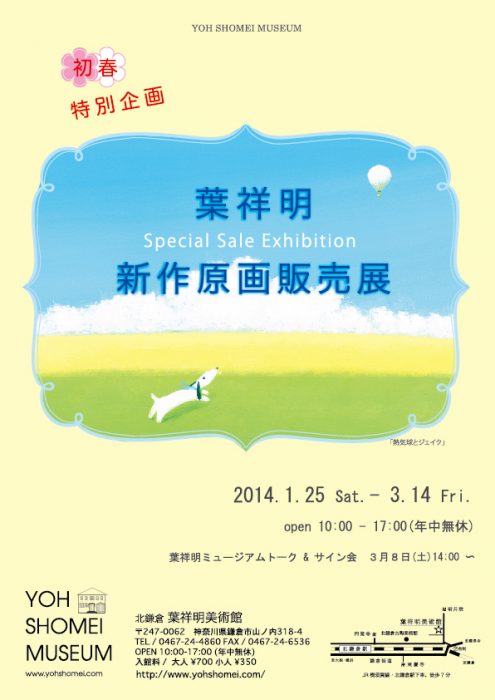 YOH SHOMEI MUSEUM
初春
特別企画
葉祥明
Special Sale Exhibition
新作原画販売展
「熱気球とジェイク」
2014.1.25 Sat.- 3.14 Fri.
open 10:00 - 17:00(年中無休)
葉祥明ミュージアムトーク & サイン会　3月8日(土)14:00 ～
YOH
SHOMEI
MUSEUM
www.yohshomei.com
北鎌倉 葉祥明美術館
〒247-0062　神奈川県鎌倉市山ノ内318-4
TEL / 0467-24-4860 FAX / 0467-24-6536
OPEN 10:00-17:00 (年中無休)
入館料 / 大人 ¥700 小人 ¥350
http://www.yohshomei.com/
葉祥明美術館
北鎌倉駅
鎌倉街道
JR 横須賀線・北鎌倉駅下車、徒歩7分